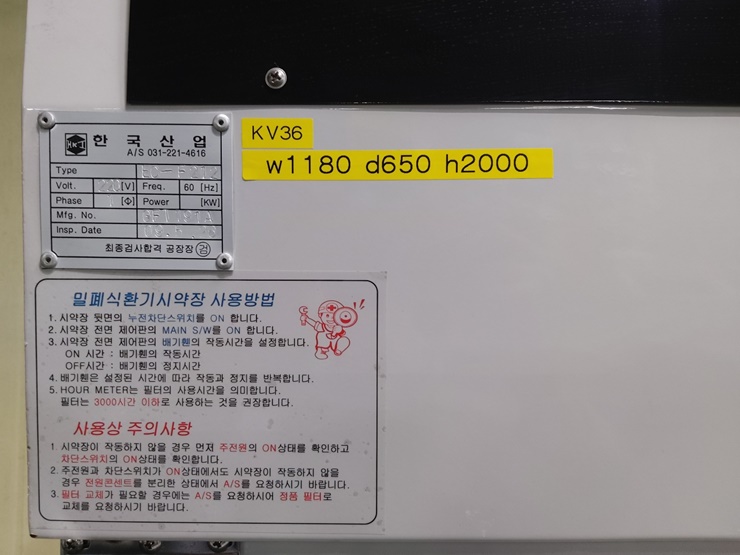 한국산업
A/S 031-221-4616
Type
Volt. 220 [V] Freq. 60 [Hz]
Phase 1 [Φ] Power [KW]
Mfg. No.
Insp. Date
최종검사합격 공장장 검
KV36
w1180 d650 h2000
밀폐식환기시약장 사용방법
1. 시약장 뒷면의 누전차단스위치를 ON 합니다.
2. 시약장 전면 제어판의 MAIN S/W를 ON 합니다.
3. 시약장 전면 제어판의 배기휀의 작동시간을 설정합니다.
ON 시간 : 배기휀의 작동시간
OFF시간 : 배기휀의 정지시간
4. 배기휀은 설정된 시간에 따라 작동과 정지를 반복합니다.
5. HOUR METER는 필터의 사용시간을 의미합니다.
필터는 3000시간 이하로 사용하는 것을 권장합니다.
사용상 주의사항
1. 시약장이 작동하지 않을 경우 먼저 주전원의 ON상태를 확인하고
차단스위치의 ON상태를 확인합니다.
2. 주전원과 차단스위치가 ON상태에서도 시약장이 작동하지 않을
경우 전원콘센트를 분리한 상태에서 A/S를 요청하시기 바랍니다.
3. 필터 교체가 필요할 경우에는 A/S를 요청하시어 정품 필터로
교체를 요청하시기 바랍니다.